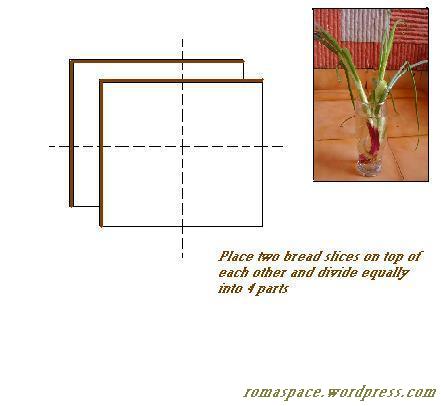 Place two bread slices on top of
each other and divide equally
into 4 parts
romaspace.wordpress.com